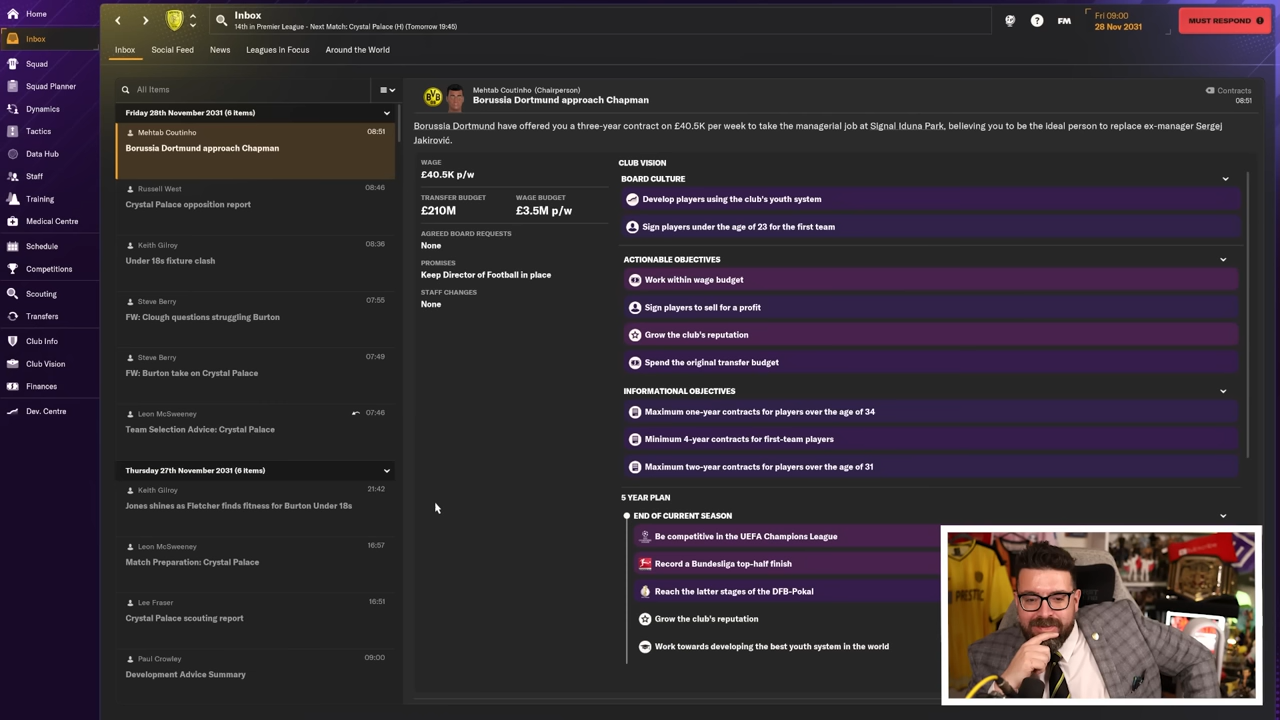 Home
Inbox
14th in Premier League - Next Match: Crystal Palace (H) (Tomorrow 19:45)
?
FM
Fri 09:00
28 Nov 2031
MUST RESPOND
Inbox
Squad
Squad Planner
Dynamics
Tactics
Data Hub
Staff
Training
Medical Centre
Schedule
Competitions
Scouting
Transfers
Club Info
Club Vision
Finances
Dev. Centre
Inbox
Social Feed
News
Leagues in Focus
Around the World
All Items
Friday 28th November 2031 (6 items)
Mehtab Coutinho 08:51
Borussia Dortmund approach Chapman
Russell West 08:46
Crystal Palace opposition report
Keith Gilroy 08:36
Under 18s fixture clash
Steve Berry 07:55
FW: Clough questions struggling Burton
Steve Berry 07:49
FW: Burton take on Crystal Palace
Leon McSweeney 07:46
Team Selection Advice: Crystal Palace
Thursday 27th November 2031 (6 items)
Keith Gilroy 21:42
Jones shines as Fletcher finds fitness for Burton Under 18s
Leon McSweeney 16:57
Match Preparation: Crystal Palace
Lee Fraser 16:51
Crystal Palace scouting report
Paul Crowley 09:00
Development Advice Summary
BVB
09
Mehtab Coutinho (Chairperson)
Borussia Dortmund approach Chapman
Contracts
08:51
Borussia Dortmund have offered you a three-year contract on £40.5K per week to take the managerial job at Signal Iduna Park, believing you to be the ideal person to replace ex-manager Sergej
Jakirović.
WAGE
£40.5K p/w
TRANSFER BUDGET
£210M
WAGE BUDGET
£3.5M p/w
AGREED BOARD REQUESTS
None
PROMISES
Keep Director of Football in place
STAFF CHANGES
None
CLUB VISION
BOARD CULTURE
Develop players using the club's youth system
Sign players under the age of 23 for the first team
ACTIONABLE OBJECTIVES
Work within wage budget
Sign players to sell for a profit
Grow the club's reputation
Spend the original transfer budget
INFORMATIONAL OBJECTIVES
Maximum one-year contracts for players over the age of 34
Minimum 4-year contracts for first-team players
Maximum two-year contracts for players over the age of 31
5 YEAR PLAN
END OF CURRENT SEASON
Be competitive in the UEFA Champions League
Record a Bundesliga top-half finish
Reach the latter stages of the DFB-Pokal
Grow the club's reputation
Work towards developing the best youth system in the world